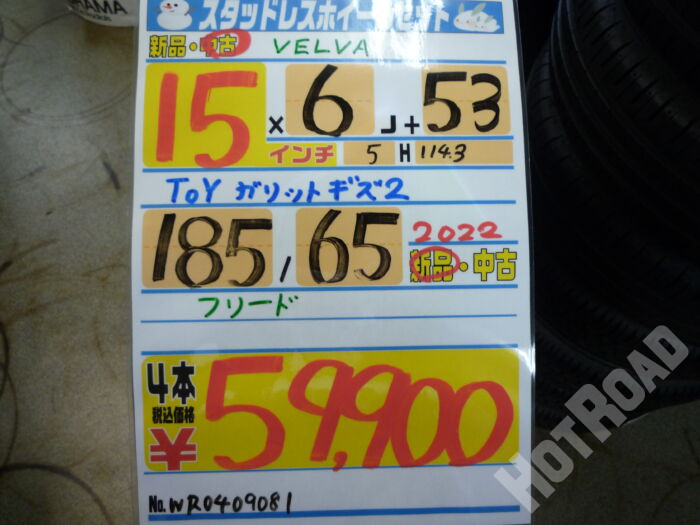 HAMA
スタッドレスホイールセット
新品・中古 VELVA
15 × 6 J + 53
インチ 5 H 114.3
TOY ガリットギズ2
185 / 65 2022
新品・中古
フリード
4本
税込価格
¥59,900
No. WR0409081
HOTROAD